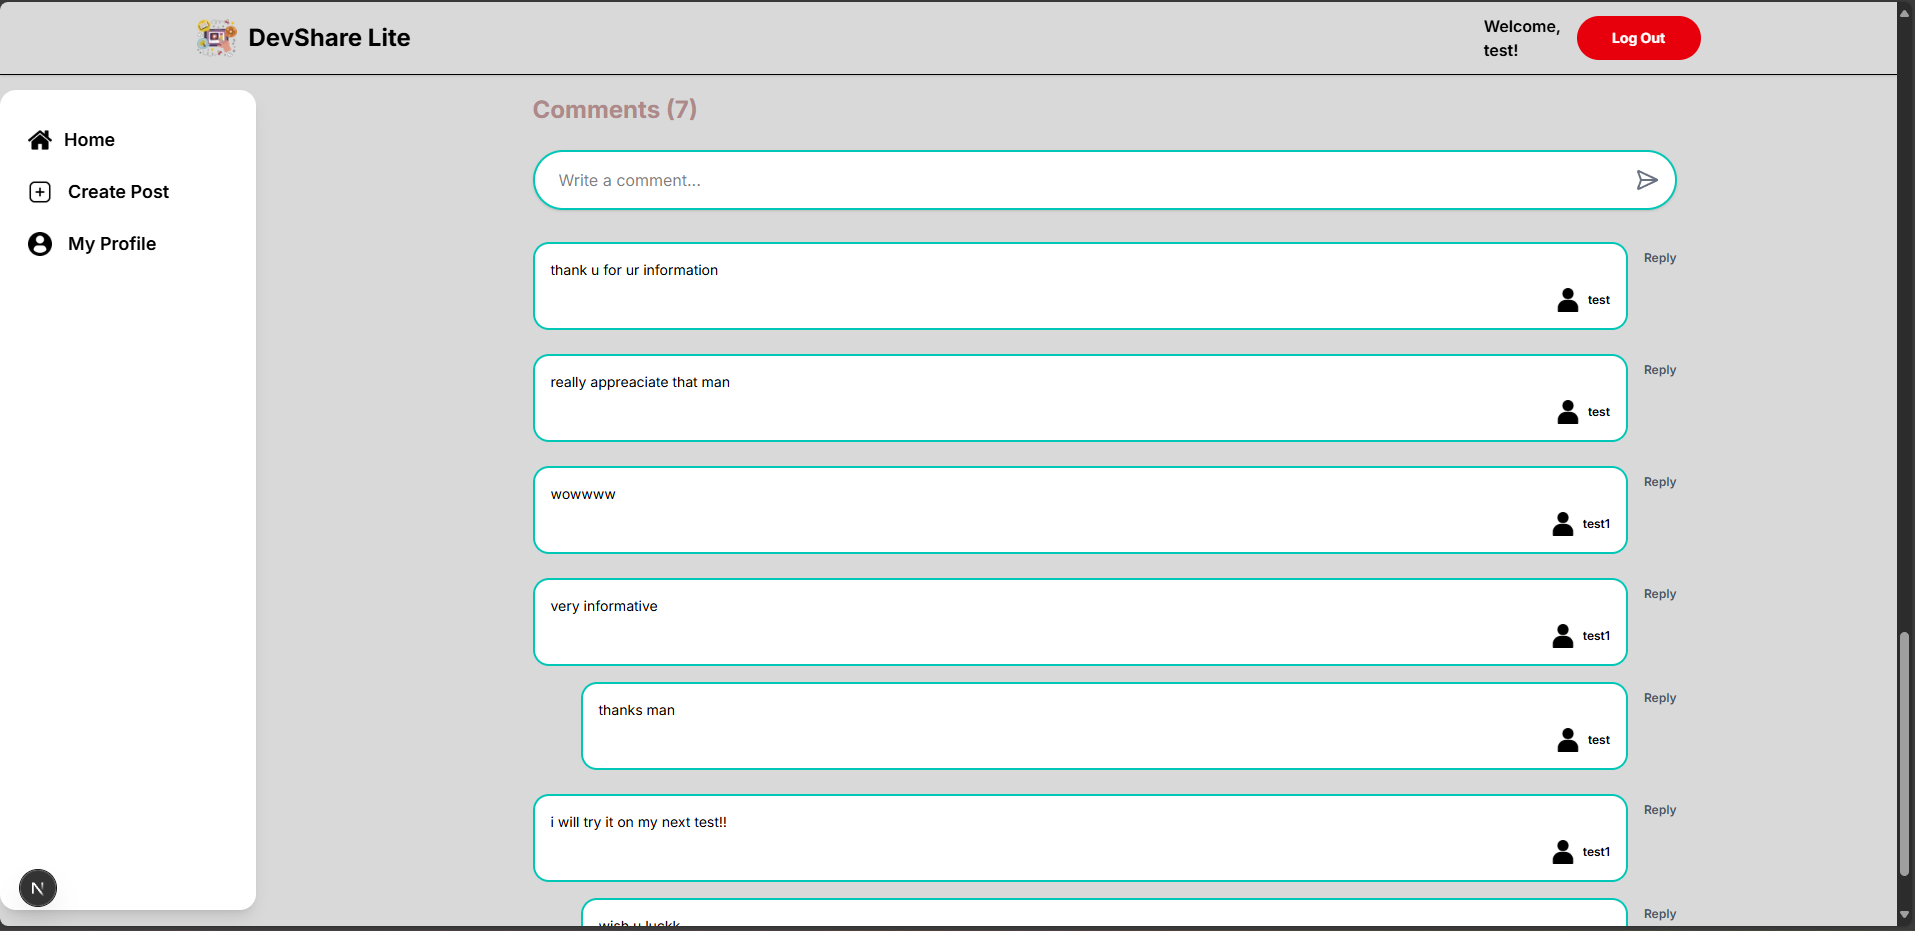 DevShare Lite
Welcome,
test!
Log Out
Home
Create Post
My Profile
N
Comments (7)
Write a comment...
thank u for ur information
test
Reply
really appreaciate that man
test
Reply
wowwww
test1
Reply
very informative
test1
Reply
thanks man
test
Reply
i will try it on my next test!!
test1
Reply
wish u luckk
Reply